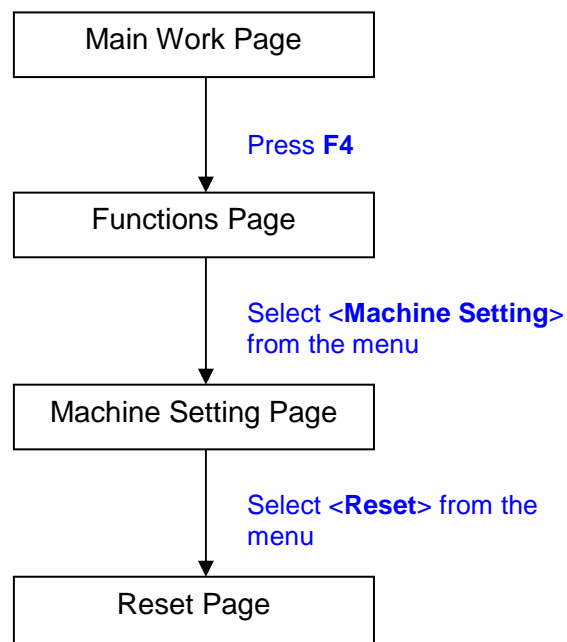 Main Work Page
Press F4
Functions Page
Select <Machine Setting>
from the menu
Machine Setting Page
Select <Reset> from the
menu
Reset Page